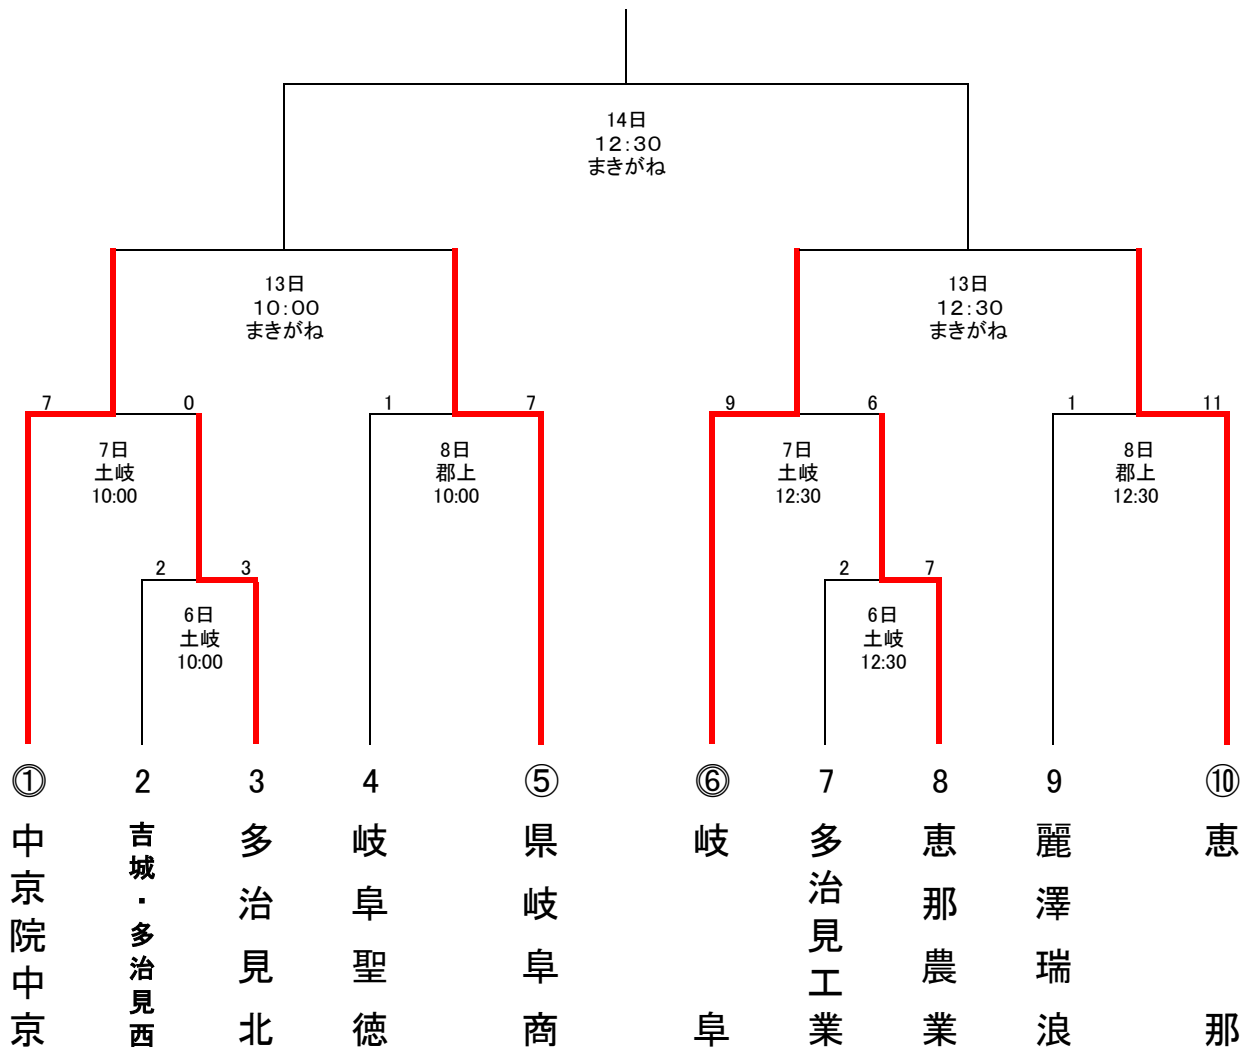 14日
12:30
まきがね
13日
10:00
まきがね
13日
12:30
まきがね
7 0 1 7 9 6 1 11
7日
土岐
10:00
8日
郡上
10:00
7日
土岐
12:30
8日
郡上
12:30
2 3 2 7
6日
土岐
10:00
6日
土岐
12:30
① 2 3 4 ⑤ ⑥ 7 8 9 ⑩
中京院中京
吉城・多治見西
多治見北
岐阜聖徳
県岐阜商
岐阜
多治見工業
恵那農業
麗澤瑞浪
恵那